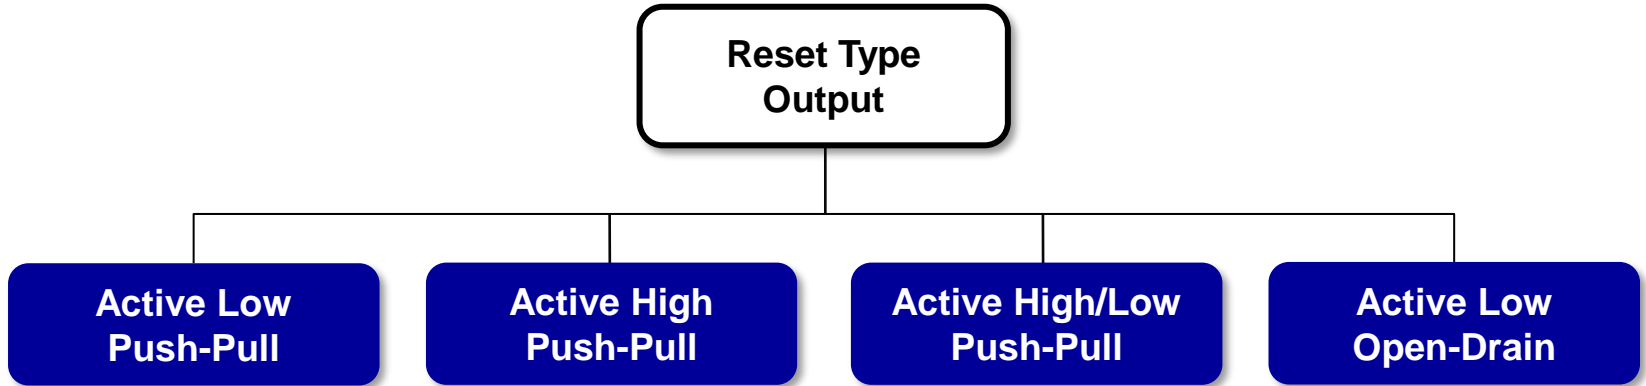 Reset Type
Output
Active Low
Push-Pull
Active High
Push-Pull
Active High/Low
Push-Pull
Active Low
Open-Drain